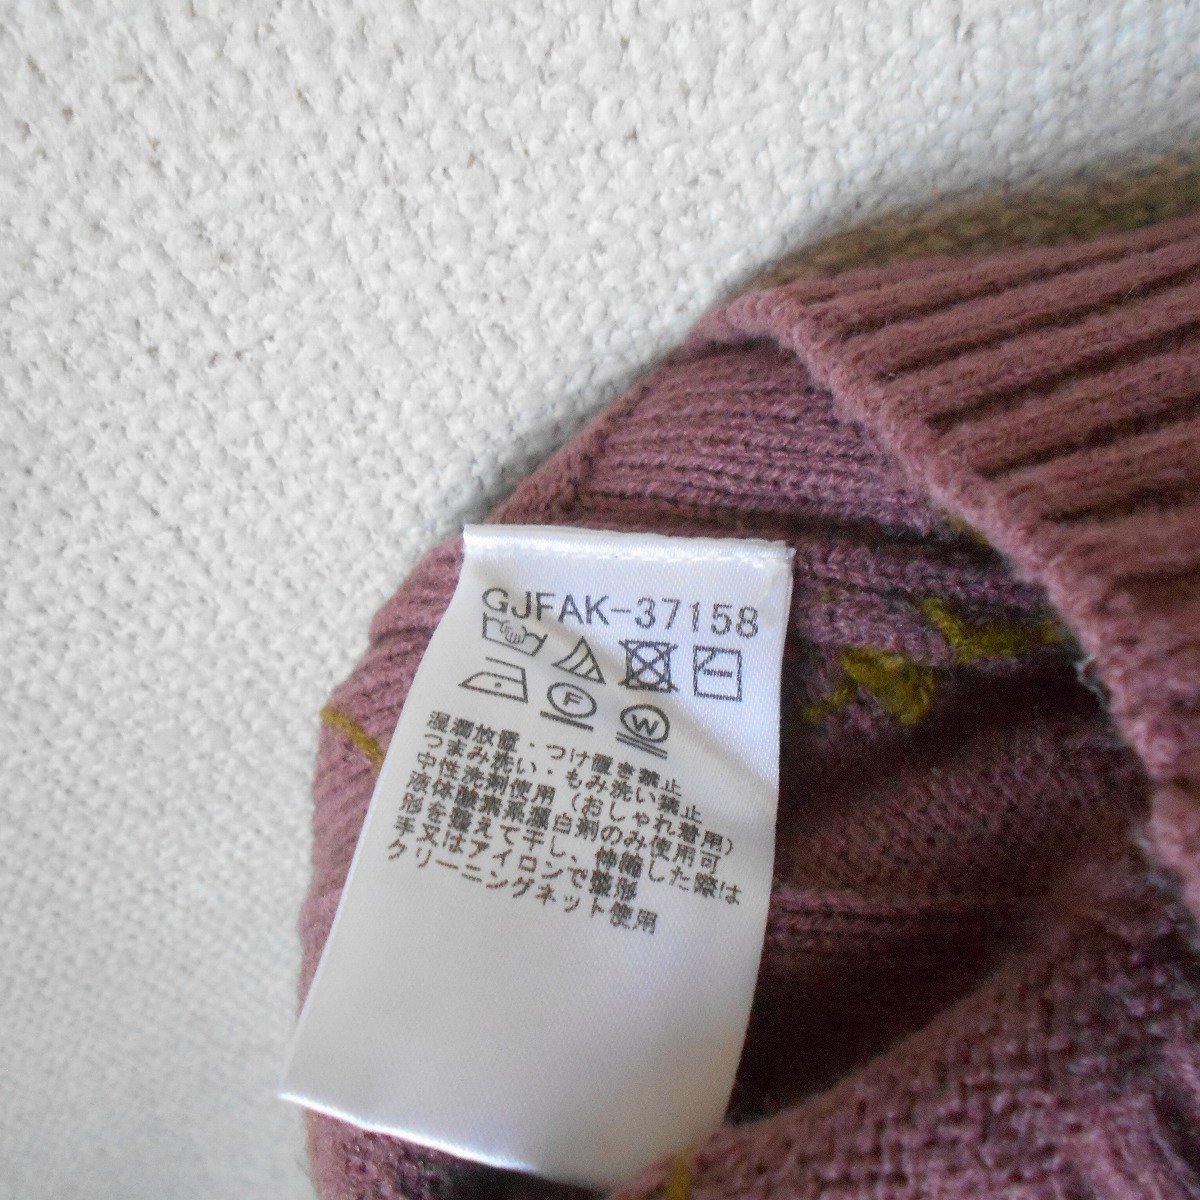 GJFAK-37158
F W
湿潤放置・つけ置き禁止
つまみ洗い・もみ洗い禁止
中性洗剤使用（おしゃれ着用）
液体酸素系漂白剤のみ使用可
形を整えて干し、伸縮した際は
手又はアイロンで整形
クリーニングネット使用